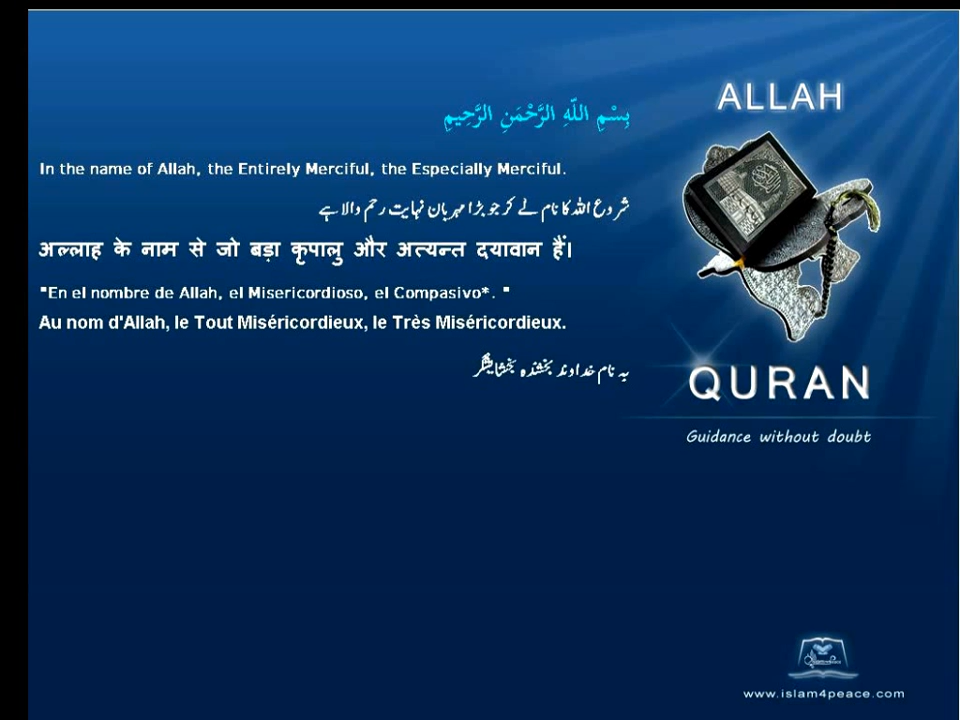 بِسْمِ اللّهِ الرَّحْمَنِ الرَّحِيمِ
In the name of Allah, the Entirely Merciful, the Especially Merciful.
شروع اللہ کا نام لے کر جو بڑا مہربان نہایت رحم والا ہے
अल्लाह के नाम से जो बड़ा कृपालु और अत्यन्त दयावान हैं।
"En el nombre de Allah, el Misericordioso, el Compasivo*. "
Au nom d'Allah, le Tout Miséricordieux, le Très Miséricordieux.
به نام خداوند بخشنده بخشایشگر
ALLAH
QURAN
Guidance without doubt
www.islam4peace.com